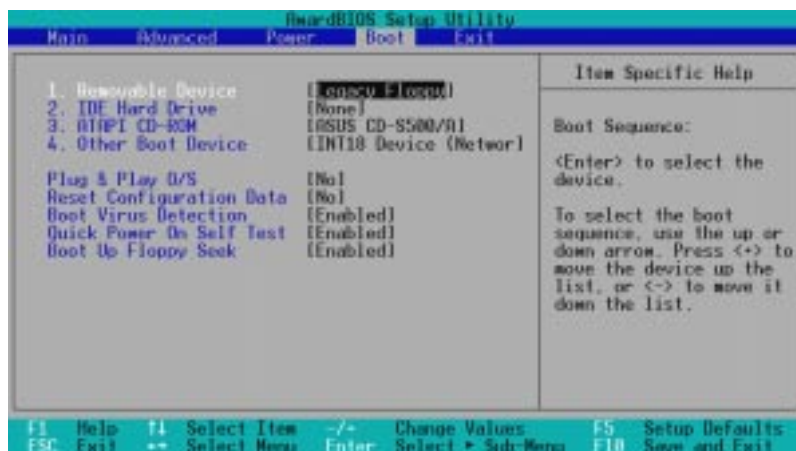 AwardBIOS Setup Utility
Main Advanced Power Boot Exit
1. Removable Device [Legacy Floppy]
2. IDE Hard Drive [None]
3. ATAPI CD-ROM [ASUS CD-S500/A]
4. Other Boot Device [INT18 Device (Networ]
Plug & Play O/S [No]
Reset Configuration Data [No]
Boot Virus Detection [Enabled]
Quick Power On Self Test [Enabled]
Boot Up Floppy Seek [Enabled]
Item Specific Help
Boot Sequence:
<Enter> to select the
device.
To select the boot
sequence, use the up or
down arrow. Press <+> to
move the device up the
list, or <-> to move it
down the list.
F1 Help ↑↓ Select Item -/+ Change Values F5 Setup Defaults
ESC Exit ←→ Select Menu Enter Select ► Sub-Menu F10 Save and Exit